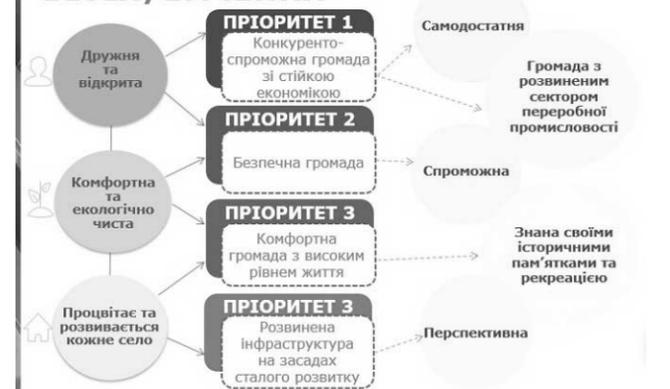 Дружня
та
відкрита
Комфортна
та
екологічно
чиста
Процвітає та
розвивається
кожне село
ПРІОРИТЕТ 1
Конкуренто-
спроможна громада
зі стійкою
економікою
ПРІОРИТЕТ 2
Безпечна громада
ПРІОРИТЕТ 3
Комфортна
громада з високим
рівнем життя
ПРІОРИТЕТ 3
Розвинена
інфраструктура
на засадах
сталого розвитку
Самодостатня
Громада з
розвиненим
сектором
переробної
промисловості
Спроможна
Знана своїми
історичними
пам’ятками та
рекреацією
Перспективна